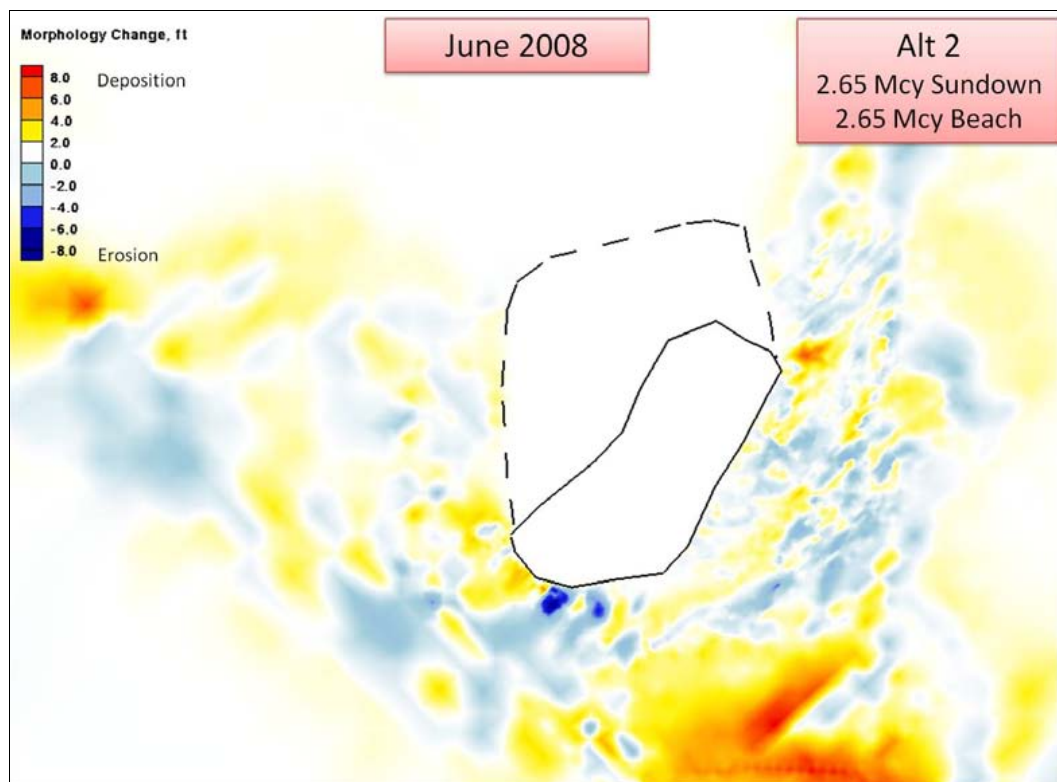 Morphology Change, ft
June 2008
Alt 2
2.65 Mcy Sundown
2.65 Mcy Beach
8.0
Deposition
6.0
4.0
2.0
0.0
-2.0
-4.0
-6.0
-8.0
Erosion